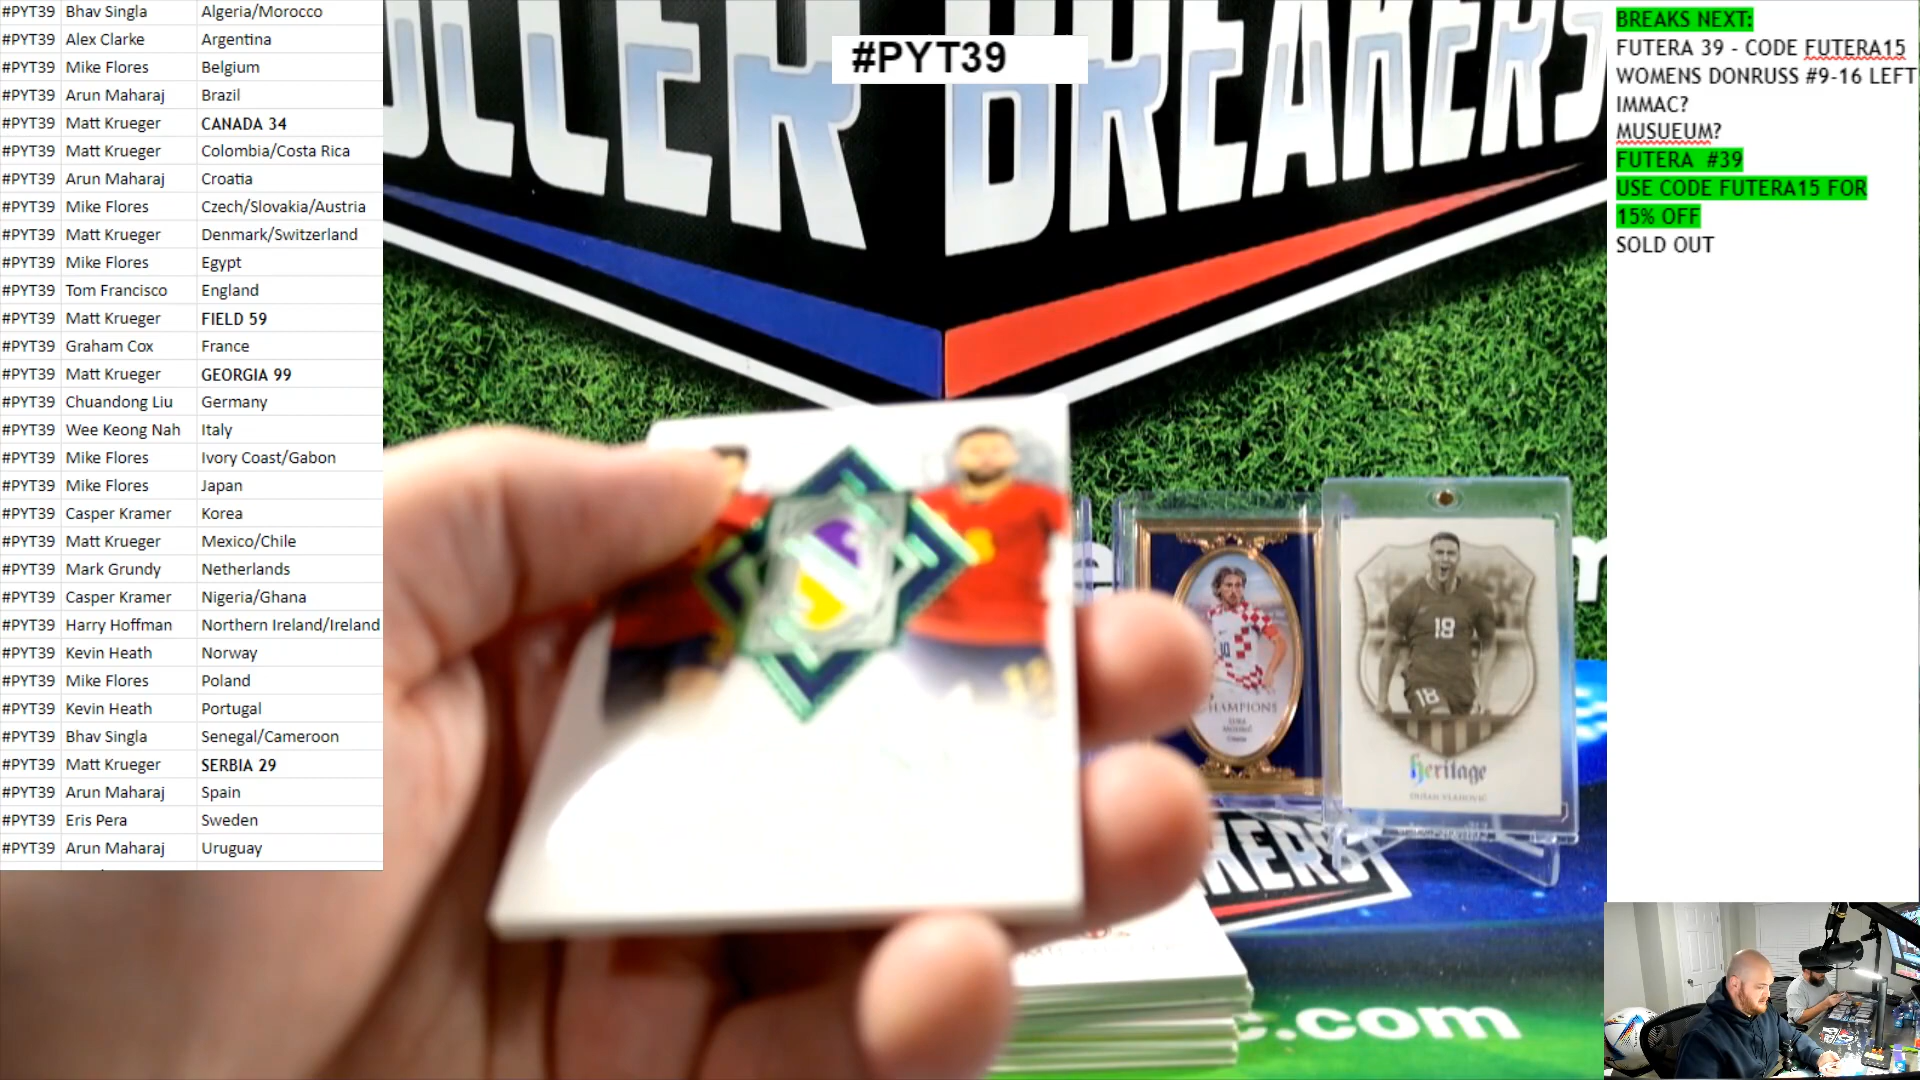 #PYT39 Bhav Singla Algeria/Morocco
#PYT39 Alex Clarke Argentina
#PYT39 Mike Flores Belgium
#PYT39 Arun Maharaj Brazil
#PYT39 Matt Krueger CANADA 34
#PYT39 Matt Krueger Colombia/Costa Rica
#PYT39 Arun Maharaj Croatia
#PYT39 Mike Flores Czech/Slovakia/Austria
#PYT39 Matt Krueger Denmark/Switzerland
#PYT39 Mike Flores Egypt
#PYT39 Tom Francisco England
#PYT39 Matt Krueger FIELD 59
#PYT39 Graham Cox France
#PYT39 Matt Krueger GEORGIA 99
#PYT39 Chuandong Liu Germany
#PYT39 Wee Keong Nah Italy
#PYT39 Mike Flores Ivory Coast/Gabon
#PYT39 Mike Flores Japan
#PYT39 Casper Kramer Korea
#PYT39 Matt Krueger Mexico/Chile
#PYT39 Mark Grundy Netherlands
#PYT39 Casper Kramer Nigeria/Ghana
#PYT39 Harry Hoffman Northern Ireland/Ireland
#PYT39 Kevin Heath Norway
#PYT39 Mike Flores Poland
#PYT39 Kevin Heath Portugal
#PYT39 Bhav Singla Senegal/Cameroon
#PYT39 Matt Krueger SERBIA 29
#PYT39 Arun Maharaj Spain
#PYT39 Eris Pera Sweden
#PYT39 Arun Maharaj Uruguay
#PYT39
CCER BREAKERS
10
HAMPIONS
18
18
heritage
DUSAN VLAHOVIĆ
KERS
.com
BREAKS NEXT:
FUTERA 39 - CODE FUTERA15
WOMENS DONRUSS #9-16 LEFT
IMMAC?
MUSUEUM?
FUTERA #39
USE CODE FUTERA15 FOR
15% OFF
SOLD OUT